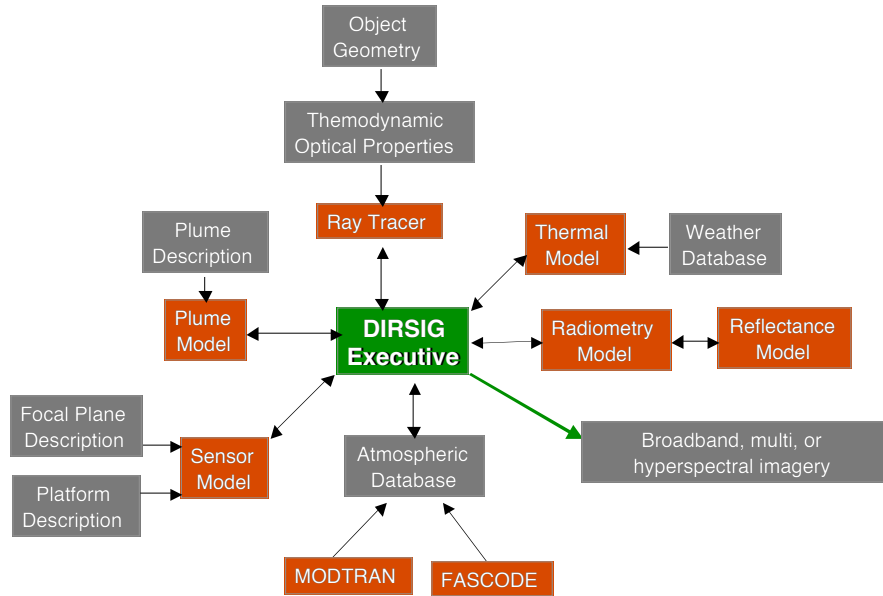 Object
Geometry
Themodynamic
Optical Properties
Ray Tracer
Plume
Description
Thermal
Model
Weather
Database
Plume
Model
DIRSIG
Executive
Radiometry
Model
Reflectance
Model
Focal Plane
Description
Sensor
Model
Atmospheric
Database
Broadband, multi, or
hyperspectral imagery
Platform
Description
MODTRAN
FASCODE